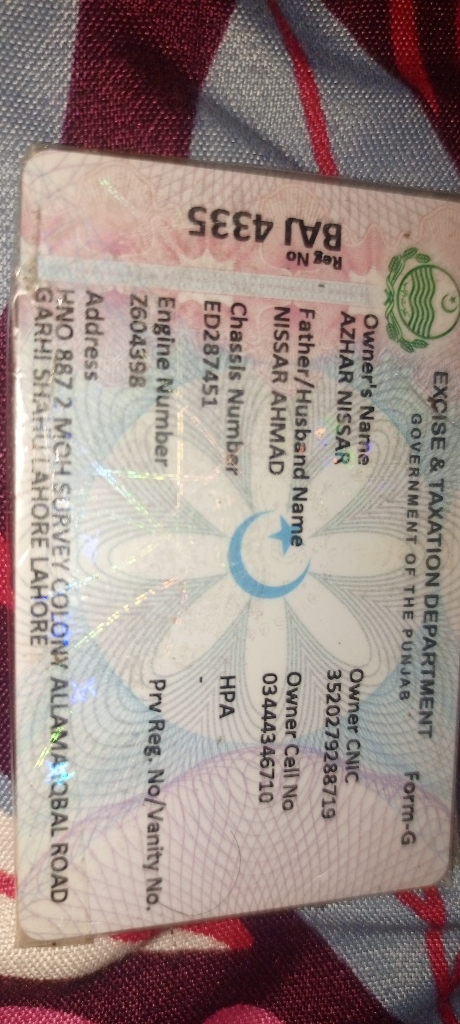 EXCISE & TAXATION DEPARTMENT
GOVERNMENT OF THE PUNJAB
Form-G
Reg No
BAJ 4335
Owner's Name
AZHAR NISSAR
Owner CNIC
3520279288719
Father/Husband Name
NISSAR AHMAD
Owner Cell No
03444346710
Chassis Number
ED287451
HPA
-
Engine Number
Z604398
Prv Reg. No/Vanity No.
Address
HNO 887 2 MCH SURVEY COLONY ALLAMA IQBAL ROAD
GARHI SHAHU LAHORE LAHORE